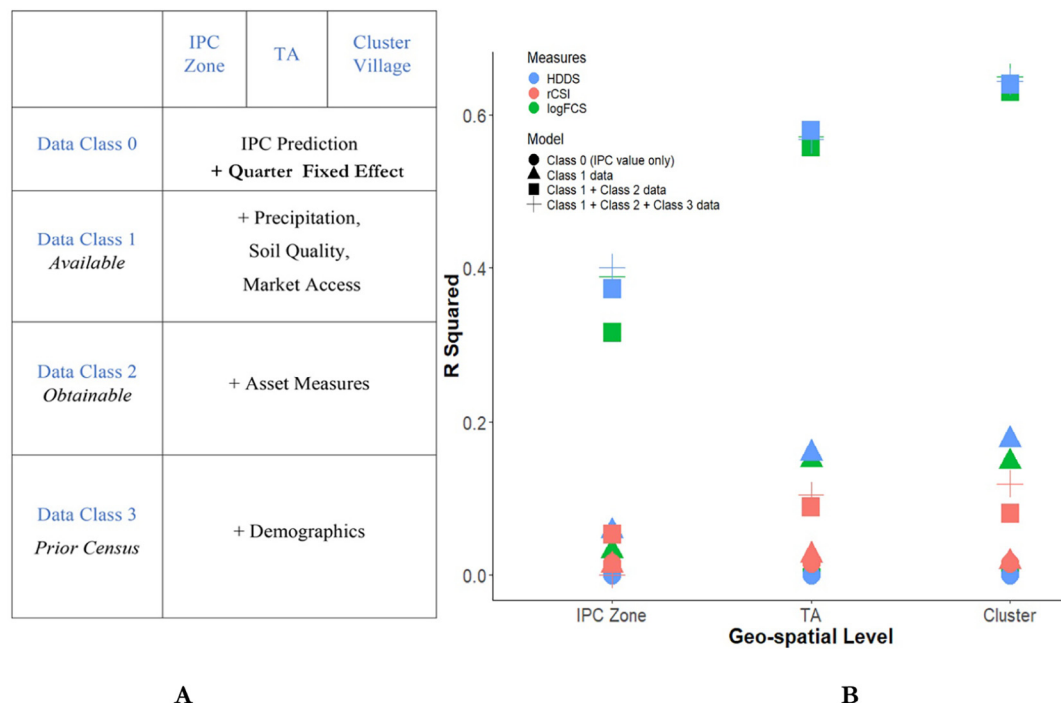 IPC
Zone
TA
Cluster
Village
Data Class 0
IPC Prediction
+ Quarter Fixed Effect
Data Class 1
Available
+ Precipitation,
Soil Quality,
Market Access
Data Class 2
Obtainable
+ Asset Measures
Data Class 3
Prior Census
+ Demographics
A
Measures
HDDS
rCSI
logFCS
Model
Class 0 (IPC value only)
Class 1 data
Class 1 + Class 2 data
Class 1 + Class 2 + Class 3 data
R Squared
0.6
0.4
0.2
0.0
IPC Zone
TA
Cluster
Geo-spatial Level
B